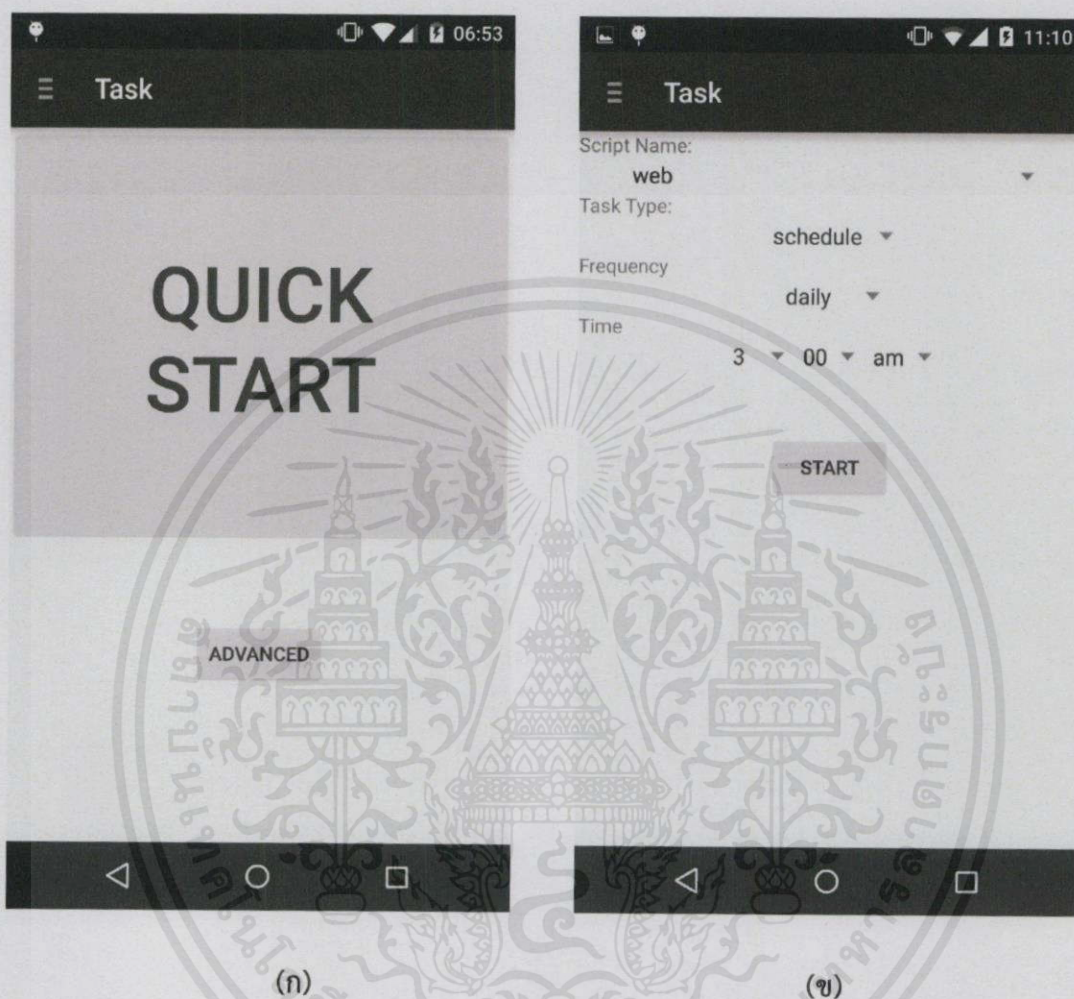 06:53
Task
QUICK
START
ADVANCED
(ก)
11:10
Task
Script Name:
web
Task Type:
schedule
Frequency
daily
Time
3 00 am
START
(ข)